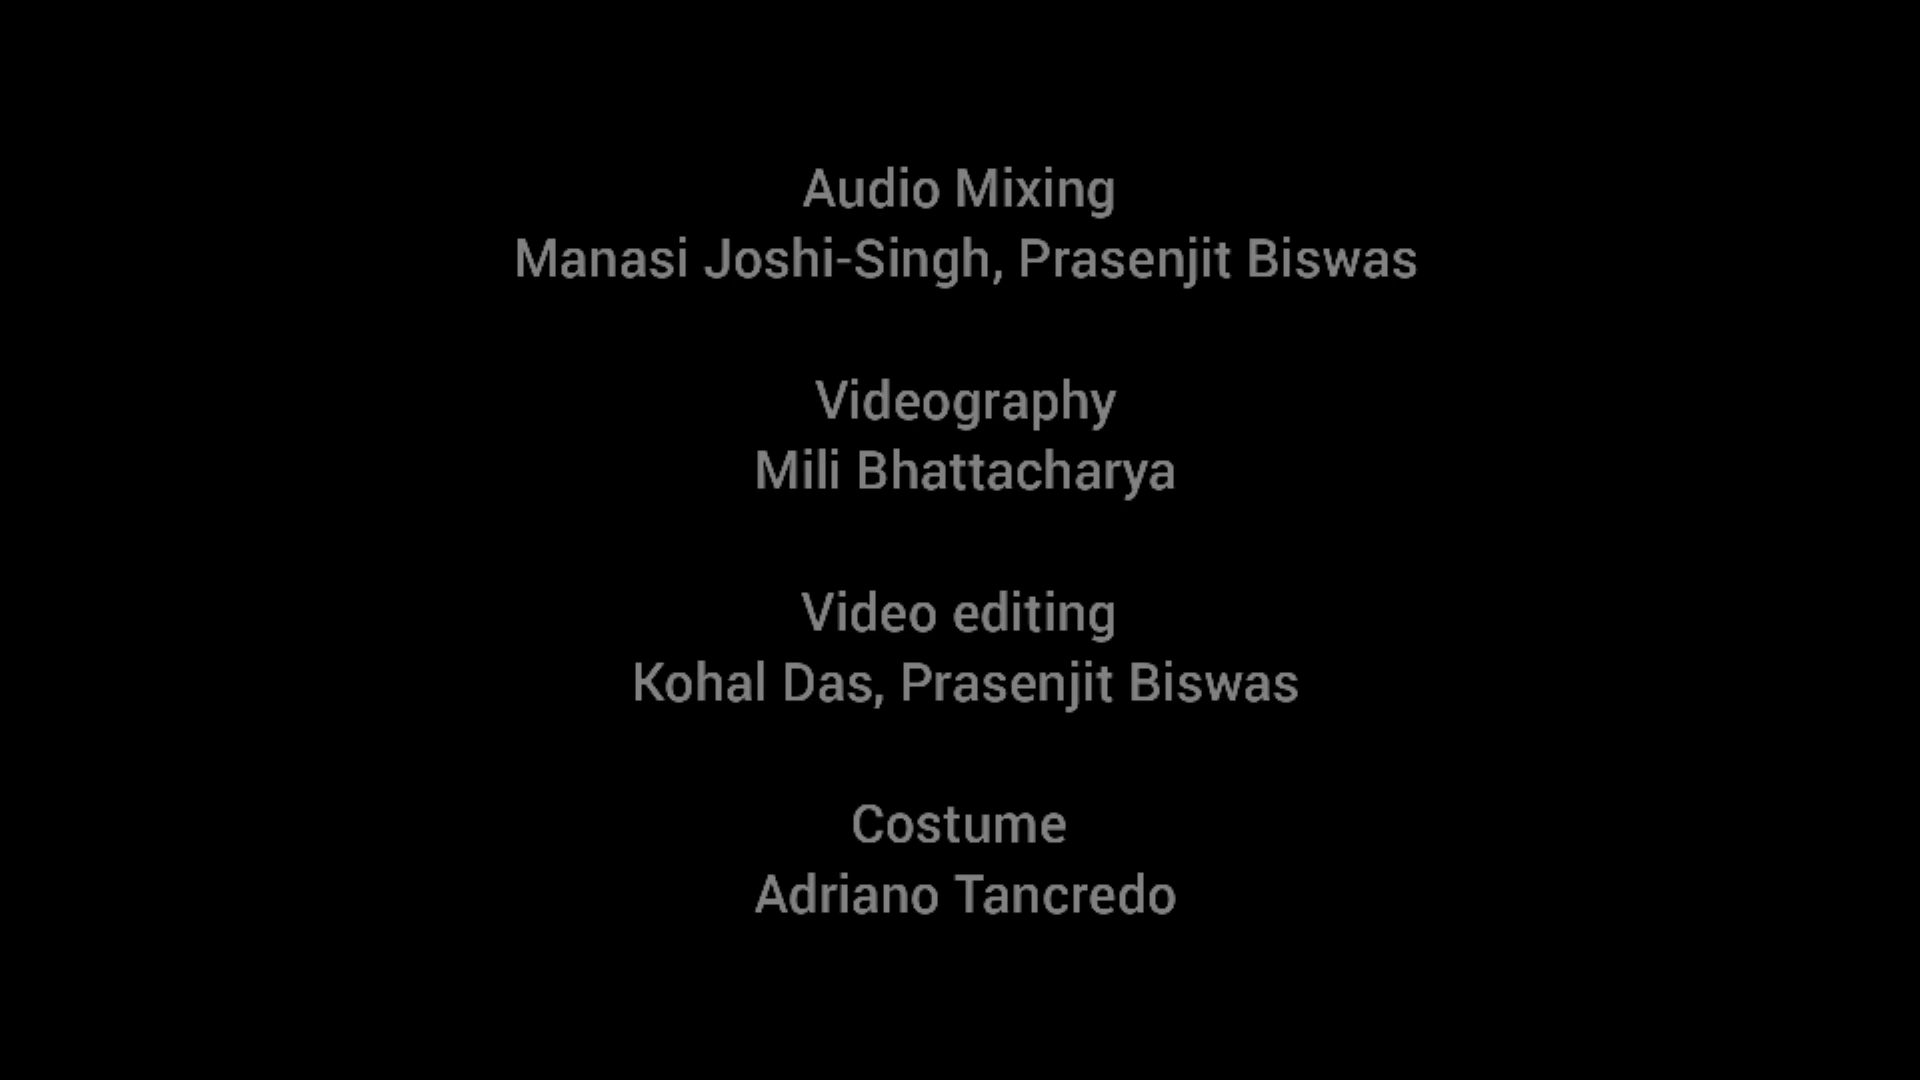 Audio Mixing
Manasi Joshi-Singh, Prasenjit Biswas
Videography
Mili Bhattacharya
Video editing
Kohal Das, Prasenjit Biswas
Costume
Adriano Tancredo